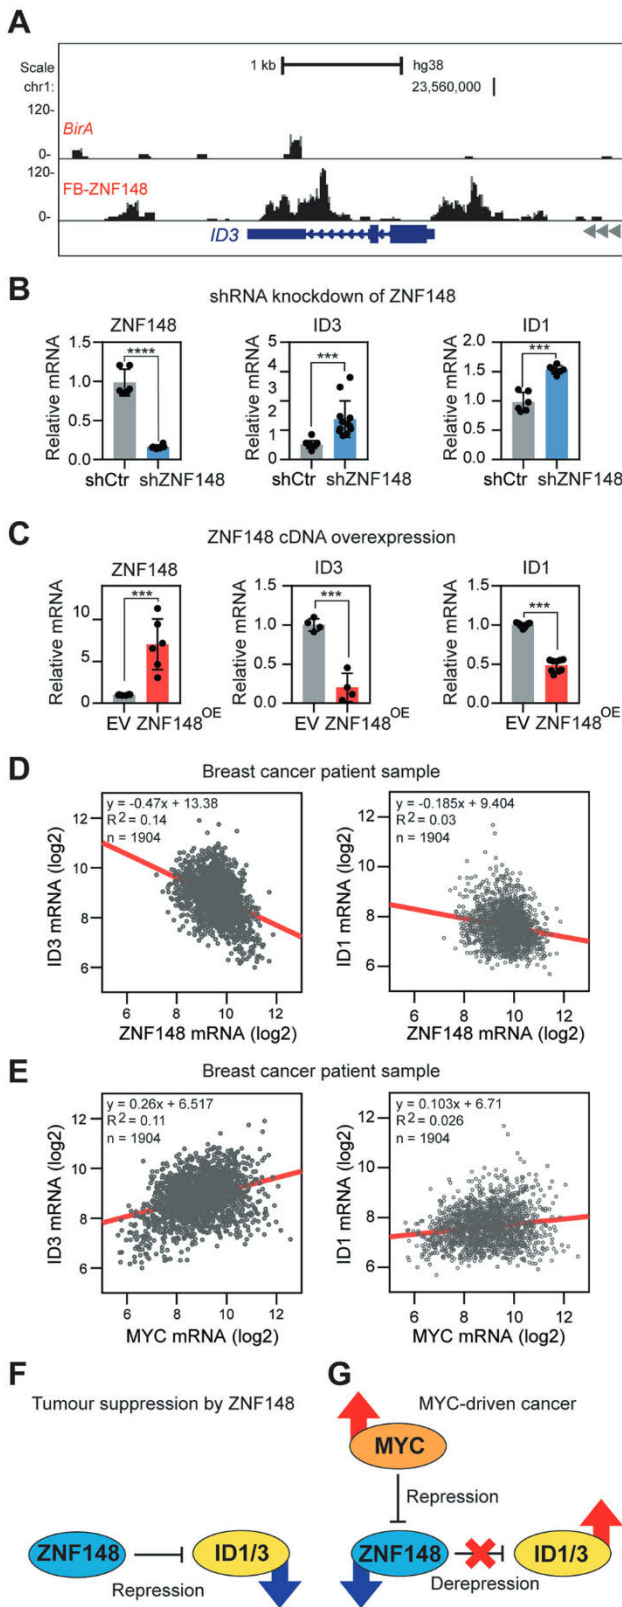 A
Scale
1 kb
hg38
chr1:
23,560,000
120-
BirA
0-
120-
FB-ZNF148
0-
ID3
B
shRNA knockdown of ZNF148
ZNF148
ID3
ID1
Relative mRNA
1.5
1.0
0.5
0.0
****
shCtr shZNF148
Relative mRNA
5
4
3
2
1
0
***
shCtr shZNF148
Relative mRNA
2.0
1.5
1.0
0.5
0.0
***
shCtr shZNF148
C
ZNF148 cDNA overexpression
ZNF148
ID3
ID1
Relative mRNA
10
5
0
***
EV ZNF148OE
Relative mRNA
1.5
1.0
0.5
0.0
***
EV ZNF148OE
Relative mRNA
1.5
1.0
0.5
0.0
***
EV ZNF148OE
D
Breast cancer patient sample
y = -0.47x + 13.38
R2 = 0.14
n = 1904
ID3 mRNA (log2)
12
10
8
6
6 8 10 12
ZNF148 mRNA (log2)
y = -0.185x + 9.404
R2 = 0.03
n = 1904
ID1 mRNA (log2)
12
10
8
6
6 8 10 12
ZNF148 mRNA (log2)
E
Breast cancer patient sample
y = 0.26x + 6.517
R2 = 0.11
n = 1904
ID3 mRNA (log2)
12
10
8
6
6 8 10 12
MYC mRNA (log2)
y = 0.103x + 6.71
R2 = 0.026
n = 1904
ID1 mRNA (log2)
12
10
8
6
6 8 10 12
MYC mRNA (log2)
F
Tumour suppression by ZNF148
ZNF148
ID1/3
Repression
G
MYC-driven cancer
MYC
Repression
ZNF148
ID1/3
Derepression